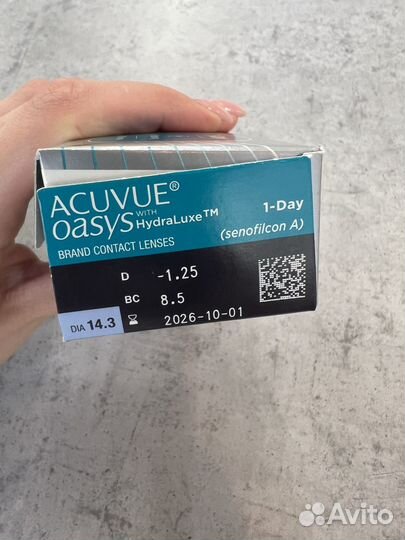 ACUVUE®
OASYS WITH HydraLuxe™
1-Day
(senofilcon A)
BRAND CONTACT LENSES
D -1.25
BC 8.5
DIA 14.3
2026-10-01
Avito